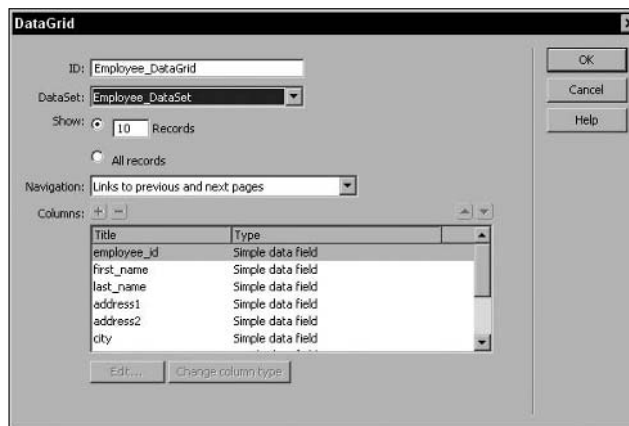 DataGrid
ID: Employee_DataGrid
OK
DataSet: Employee_DataSet
Cancel
Show: 10 Records
Help
All records
Navigation: Links to previous and next pages
Columns:
Title Type
employee_id Simple data field
first_name Simple data field
last_name Simple data field
address1 Simple data field
address2 Simple data field
city Simple data field
Edit... Change column type